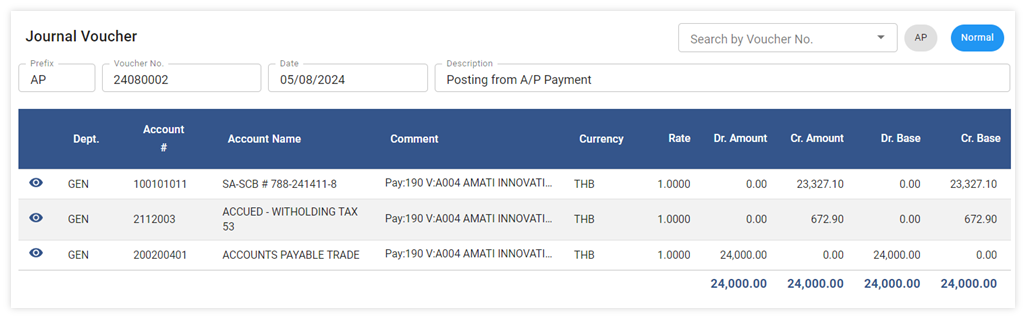 Journal Voucher
Search by Voucher No.
AP
Normal
Prefix
AP
Voucher No.
24080002
Date
05/08/2024
Description
Posting from A/P Payment
Dept. Account # Account Name Comment Currency Rate Dr. Amount Cr. Amount Dr. Base Cr. Base
GEN 100101011 SA-SCB # 788-241411-8 Pay:190 V:A004 AMATI INNOVATI... THB 1.0000 0.00 23,327.10 0.00 23,327.10
GEN 2112003 ACCUED - WITHOLDING TAX 53 Pay:190 V:A004 AMATI INNOVATI... THB 1.0000 0.00 672.90 0.00 672.90
GEN 200200401 ACCOUNTS PAYABLE TRADE Pay:190 V:A004 AMATI INNOVATI... THB 1.0000 24,000.00 0.00 24,000.00 0.00
24,000.00 24,000.00 24,000.00 24,000.00